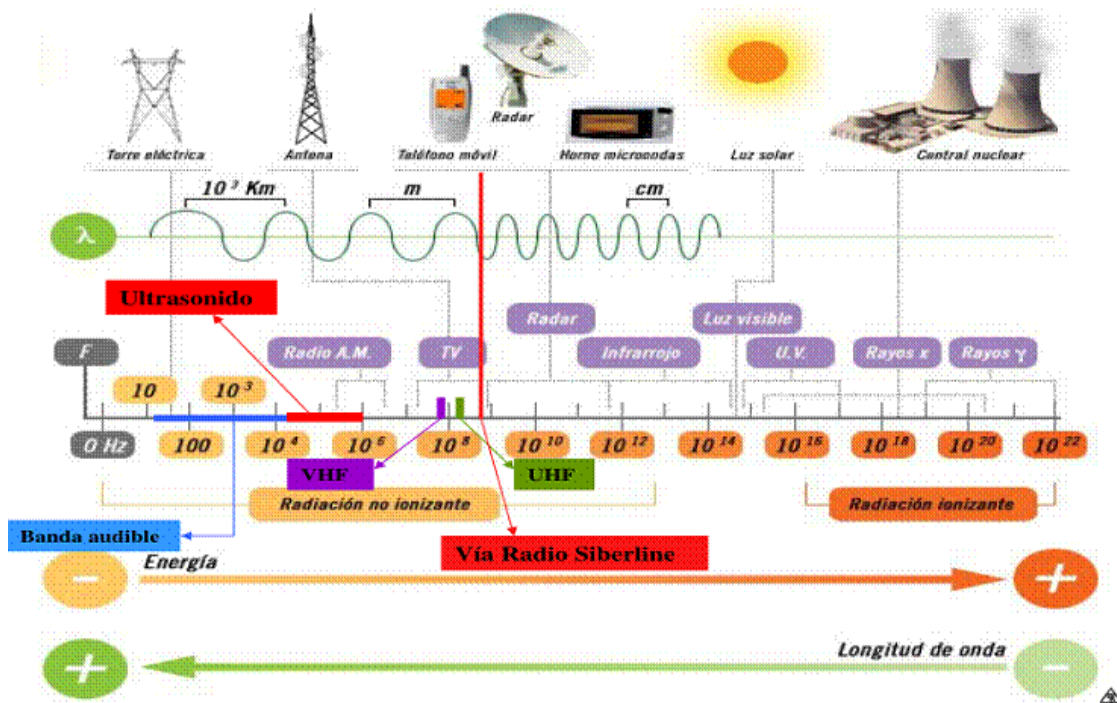 Radar
Torre eléctrica
Antena
Teléfono móvil
Horno microondas
Luz solar
Central nuclear
10 ³ Km
m
cm
λ
Ultrasonido
Radar
Luz visible
F
Radio A.M.
TV
Infrarrojo
U.V.
Rayos x
Rayos γ
10
10 ³
0 Hz
100
10 ⁴
10 ⁶
10 ⁸
10 ¹⁰
10 ¹²
10 ¹⁴
10 ¹⁶
10 ¹⁸
10 ²⁰
10 ²²
VHF
UHF
Radiación no ionizante
Radiación ionizante
Banda audible
Vía Radio Siberline
Energía
−
+
Longitud de onda
+
−